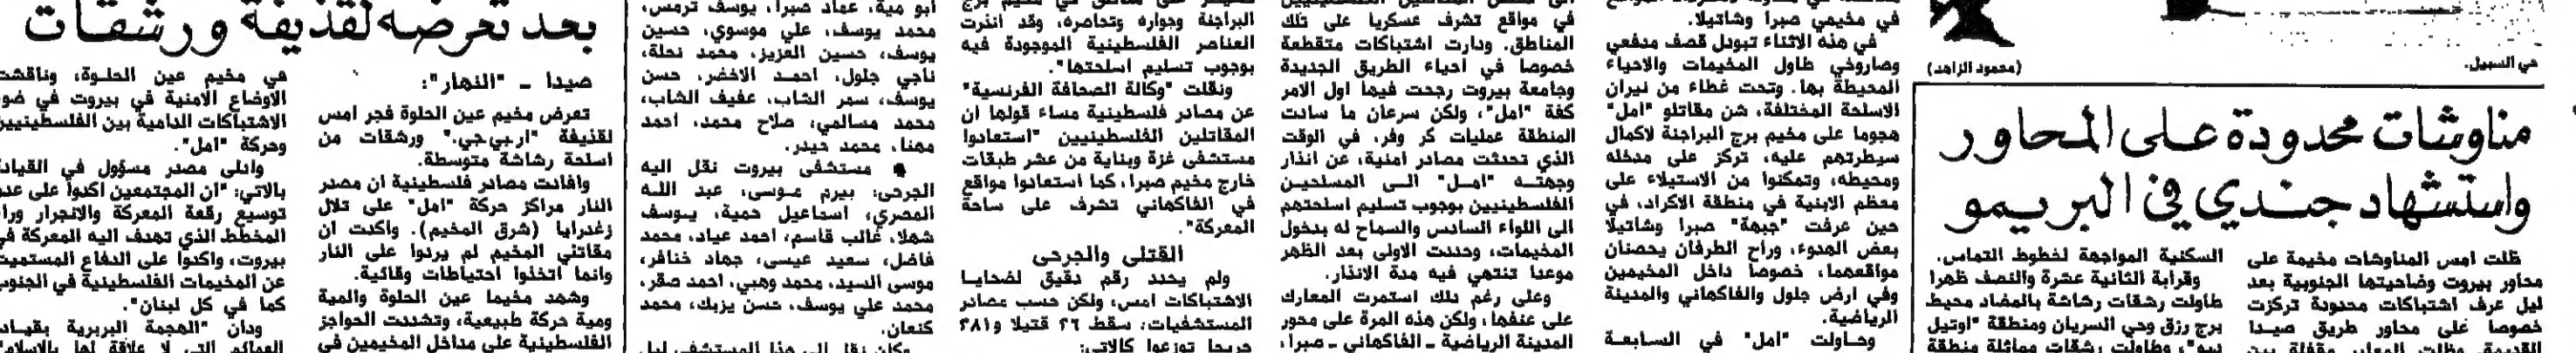 حي السبيل.
(محمود الزاهد)
مناوشات محدودة على المحاور
واستشهاد جندي في البريمو
ظلت امس المناوشات مخيمة على
محاور بيروت وضاحيتها الجنوبية بعد
ليل عرف اشتباكات محدودة تركزت
خصوصا على محاور طريق صيدا
السكنية المواجهة لخطوط التماس.
وقرابة الثانية عشرة والنصف ظهرا
طاولت رشقات رشاشة بالمضاد محيط
برج رزق وحي السريان ومنطقة "اوتيل
في مخيمي صبرا وشاتيلا.
في هذه الاثناء تبودل قصف مدفعي
وصاروخي طاول المخيمات والاحياء
المحيطة بها. وتحت غطاء من نيران
الاسلحة المختلفة، شن مقاتلو "امل"
هجوما على مخيم برج البراجنة لاكمال
سيطرتهم عليه، تركز على مدخله
ومحيطه، وتمكنوا من الاستيلاء على
معظم الابنية في منطقة الاكراد، في
حين عرفت "جبهة" صبرا وشاتيلا
بعض الهدوء، وراح الطرفان يحصنان
مواقعهما، خصوصا داخل المخيمين
وفي ارض جلول والفاكهاني والمدينة
الرياضية.
وحاولت "امل" في السابعة
في مواقع تشرف عسكريا على تلك
المناطق. ودارت اشتباكات متقطعة
خصوصا في احياء الطريق الجديدة
وجامعة بيروت رجحت فيها اول الامر
كفة "امل"، ولكن سرعان ما سادت
المنطقة عمليات كر وفر، في الوقت
الذي تحدثت مصادر امنية، عن انذار
وجهته "امل" الى المسلحين
الفلسطينيين بوجوب تسليم اسلحتهم
الى اللواء السادس والسماح له بدخول
المخيمات، وحددت الاولى بعد الظهر
موعدا تنتهي فيه مدة الانذار.
وعلى رغم ذلك استمرت المعارك
على عنفها، ولكن هذه المرة على محور
المدينة الرياضية - الفاكهاني - صبرا،
البراجنة وجواره وتحاصره، وقد انذرت
العناصر الفلسطينية الموجودة فيه
بوجوب تسليم اسلحتها".
ونقلت "وكالة الصحافة الفرنسية"
عن مصادر فلسطينية مساء قولها ان
المقاتلين الفلسطينيين "استعادوا
مستشفى غزة وبناية من عشر طبقات
خارج مخيم صبرا، كما استعادوا مواقع
في الفاكهاني تشرف على ساحة
المعركة".
القتلى والجرحى
ولم يحدد رقم دقيق لضحايا
الاشتباكات امس، ولكن حسب مصادر
المستشفيات: سقط ٢٦ قتيلا و٢٨١
جريحا توزعوا كالاتي:
ابو مية، عماد صبرا، يوسف ترمس،
محمد يوسف، علي موسوي، حسين
يوسف، حسين العزيز، محمد نحلة،
ناجي جلول، احمد الاخضر، حسن
يوسف، سمر الشاب، عفيف الشاب،
محمد مسالمي، صلاح محمد، احمد
مهنا، محمد حيدر.
● مستشفى بيروت نقل اليه
الجرحى: بيرم موسى، عبد الله
المصري، اسماعيل حمية، يوسف
شهلا، غالب قاسم، احمد عياد، محمد
فاضل، سعيد عيسى، جهاد خنافر،
موسى السيد، محمد وهبي، احمد صقر،
محمد علي يوسف، حسن يزبك، محمد
كنعان.
بعد تعرضه لقذيفة ورشقات
صيدا - "النهار":
تعرض مخيم عين الحلوة فجر امس
لقذيفة "اربيجي." ورشقات من
اسلحة رشاشة متوسطة.
وافادت مصادر فلسطينية ان مصدر
النار مراكز حركة "امل" على تلال
زغدرايا (شرق المخيم). واكدت ان
مقاتلي المخيم لم يردوا على النار
وانما اتخذوا احتياطات وقائية.
وشهد مخيما عين الحلوة والمية
ومية حركة طبيعية، وتشددت الحواجز
الفلسطينية على مداخل المخيمين في
في مخيم عين الحلوة، وناقشت
الاوضاع الامنية في بيروت في ضوء
الاشتباكات الدامية بين الفلسطينيين
وحركة "امل".
وادلى مصدر مسؤول في
بالاتي: "ان المجتمعين اكدوا على
توسيع رقعة المعركة والانجرار وراء
المخطط الذي تهدف اليه المعركة في
بيروت، واكدوا على الدفاع المستميت
عن المخيمات الفلسطينية في الجنوب
كما في كل لبنان".
ودان "الهجمة البربرية